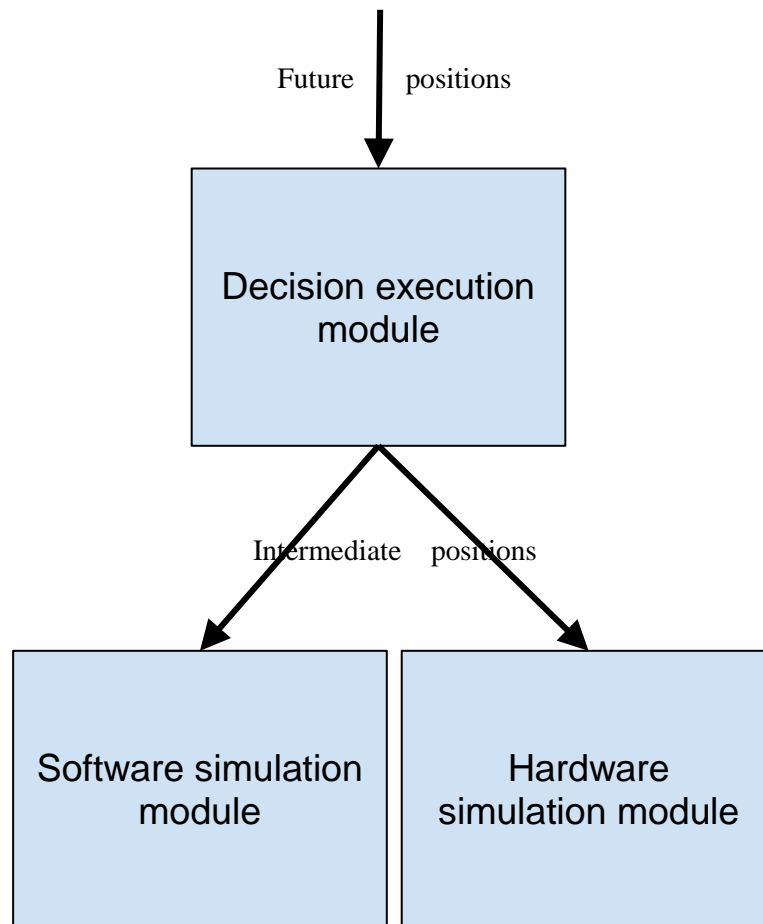 Future positions
Decision execution
module
Intermediate positions
Software simulation
module
Hardware
simulation module